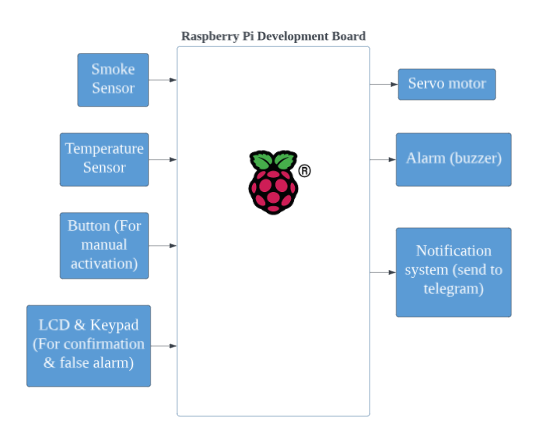 Raspberry Pi Development Board
Smoke
Sensor
Temperature
Sensor
Button (For
manual
activation)
LCD & Keypad
(For confirmation
& false alarm)
®
Servo motor
Alarm (buzzer)
Notification
system (send to
telegram)